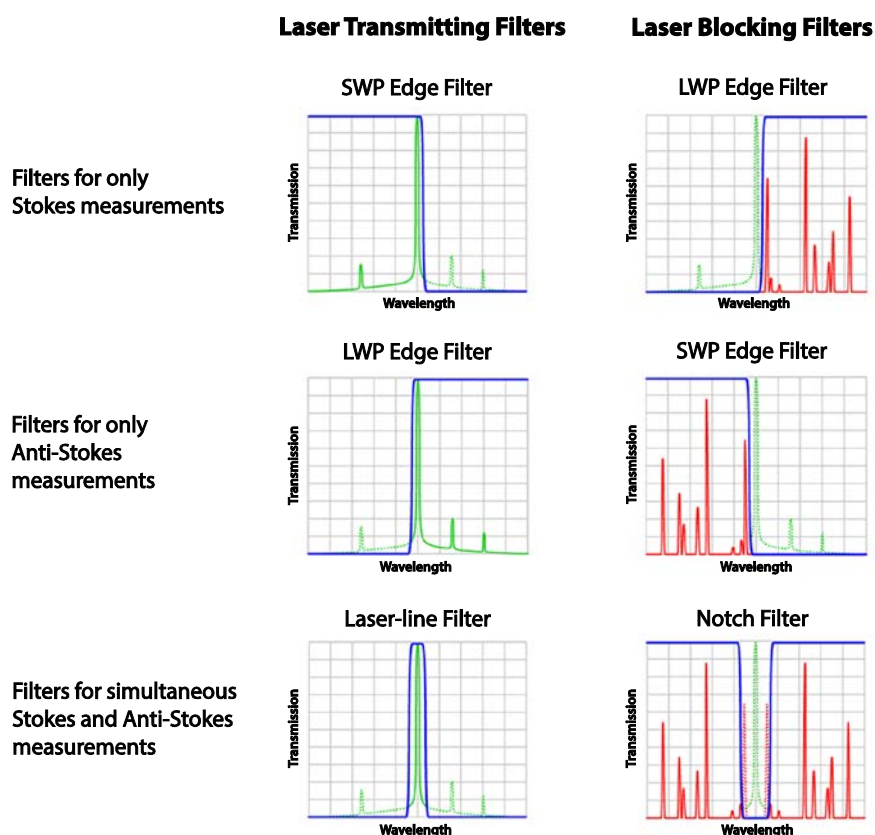 Laser Transmitting Filters
Laser Blocking Filters
Filters for only
Stokes measurements
SWP Edge Filter
Transmission
Wavelength
LWP Edge Filter
Transmission
Wavelength
Filters for only
Anti-Stokes
measurements
LWP Edge Filter
Transmission
Wavelength
SWP Edge Filter
Transmission
Wavelength
Filters for simultaneous
Stokes and Anti-Stokes
measurements
Laser-line Filter
Transmission
Wavelength
Notch Filter
Transmission
Wavelength